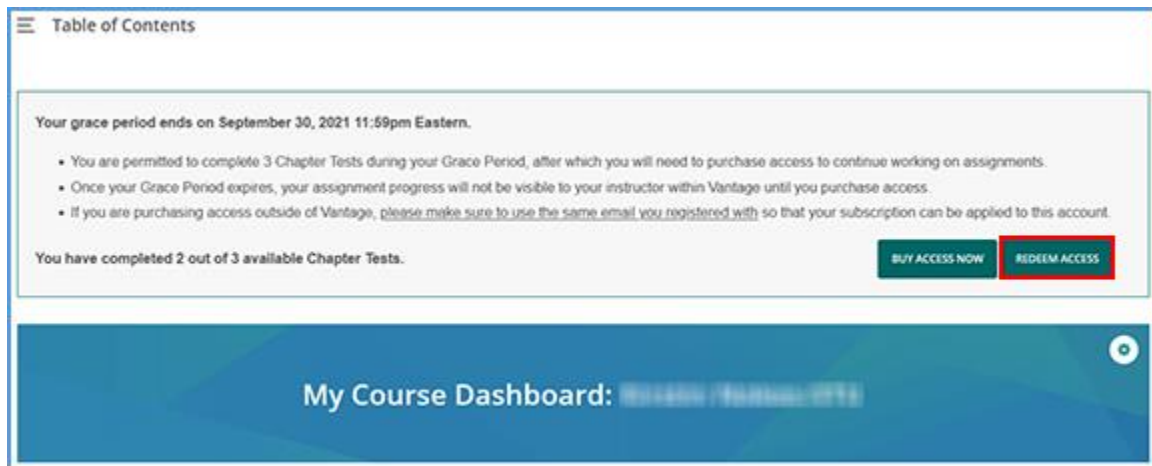 Table of Contents
Your grace period ends on September 30, 2021 11:59pm Eastern.
• You are permitted to complete 3 Chapter Tests during your Grace Period, after which you will need to purchase access to continue working on assignments.
• Once your Grace Period expires, your assignment progress will not be visible to your instructor within Vantage until you purchase access.
• If you are purchasing access outside of Vantage, please make sure to use the same email you registered with so that your subscription can be applied to this account.
You have completed 2 out of 3 available Chapter Tests.
BUY ACCESS NOW
REDEEM ACCESS
My Course Dashboard: